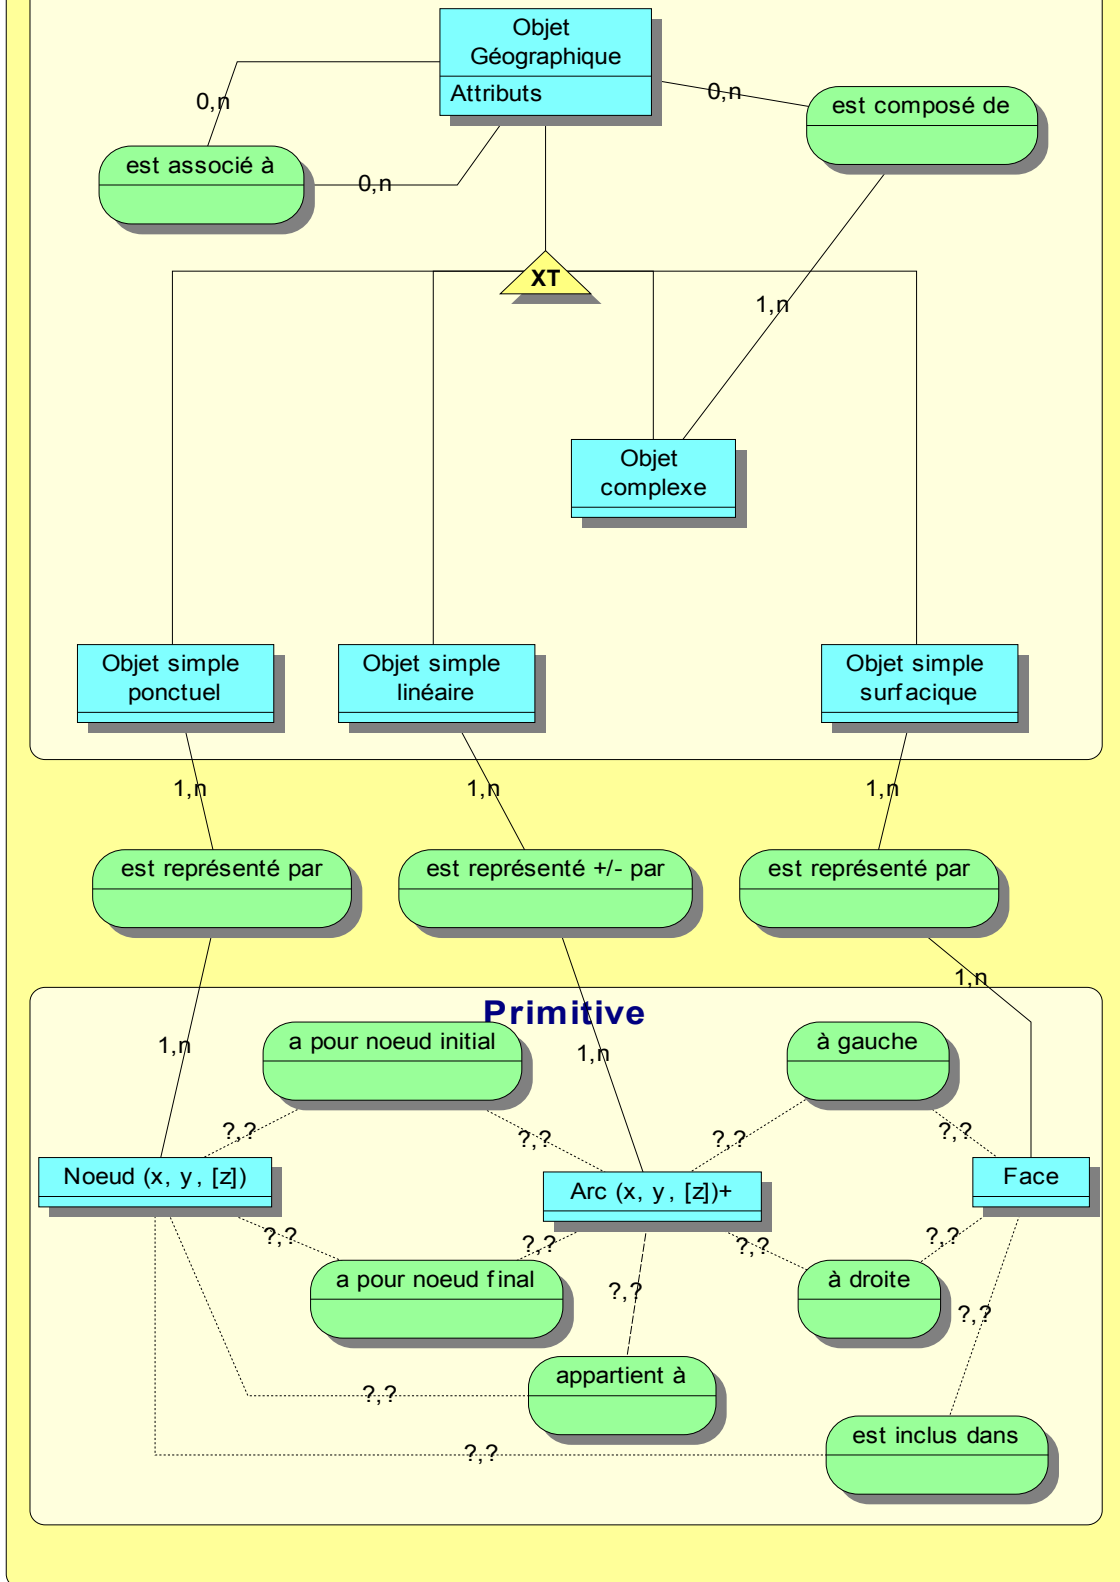 Objet
Géographique
Attributs
0,n
0,n
est composé de
est associé à
0,n
XT
1,n
Objet
complexe
Objet simple
ponctuel
Objet simple
linéaire
Objet simple
surfacique
1,n
1,n
1,n
est représenté par
est représenté +/- par
est représenté par
1,n
Primitive
a pour noeud initial
à gauche
1,n
1,n
?,?
?,?
?,?
?,?
Noeud (x, y, [z])
Arc (x, y, [z])+
Face
?,?
?,?
?,?
?,?
a pour noeud final
à droite
?,?
?,?
appartient à
?,?
est inclus dans
?,?